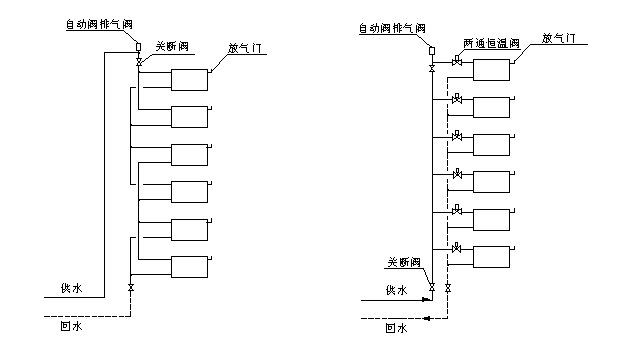 自动阀排气阀
关断阀
放气门
供水
回水
自动阀排气阀
两通恒温阀
放气门
关断阀
供水
回水